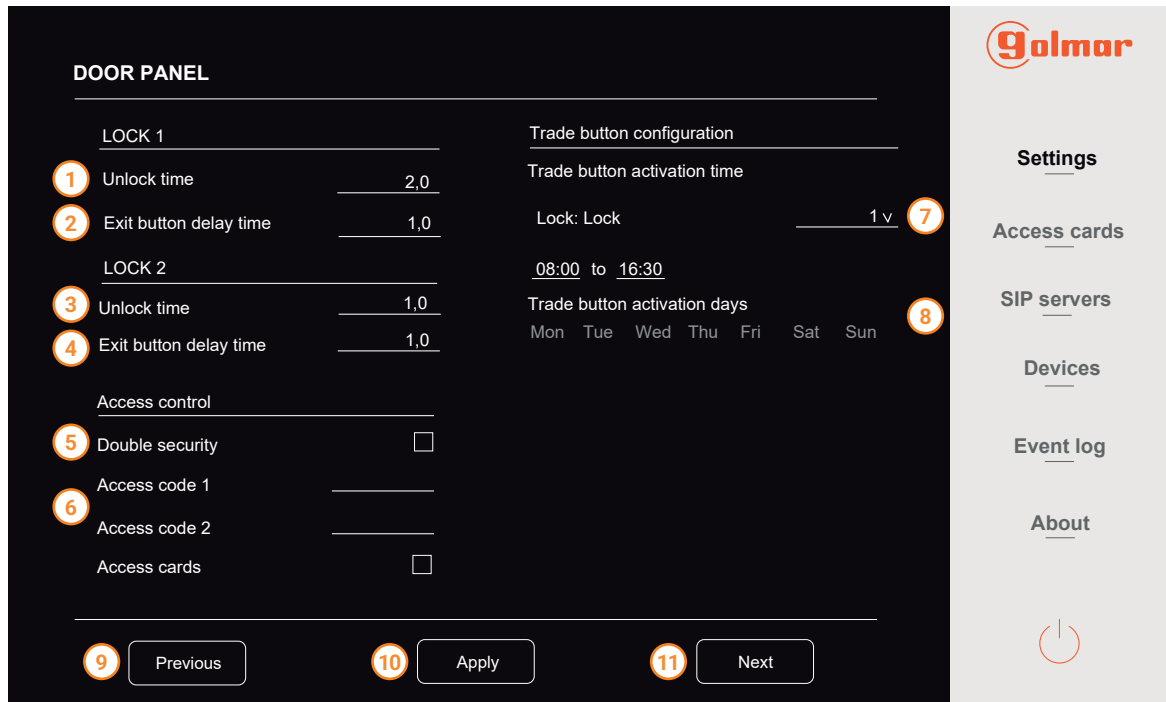 golmar
DOOR PANEL
LOCK 1
1 Unlock time 2,0
2 Exit button delay time 1,0
LOCK 2
3 Unlock time 1,0
4 Exit button delay time 1,0
Access control
5 Double security
6
Access code 1
Access code 2
Access cards
Trade button configuration
Trade button activation time
Lock: Lock 1 v 7
08:00 to 16:30
Trade button activation days 8
Mon Tue Wed Thu Fri Sat Sun
9 Previous 10 Apply 11 Next
Settings
Access cards
SIP servers
Devices
Event log
About